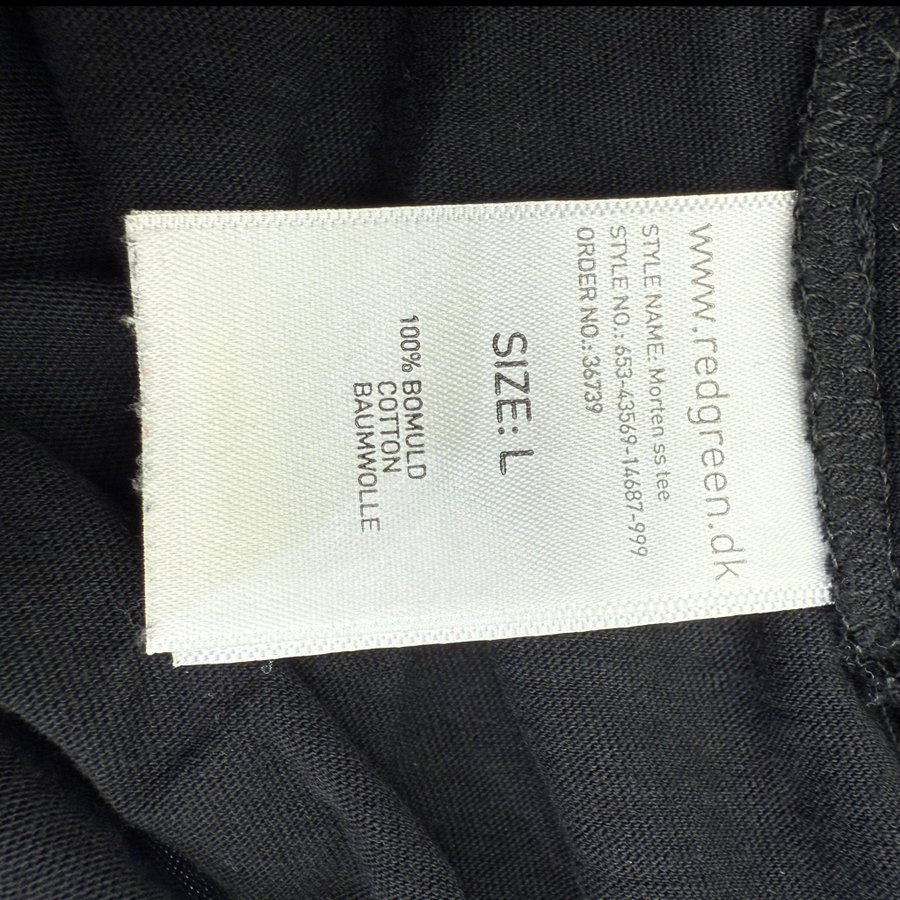 www.redgreen.dk
STYLE NAME: Morten ss tee
STYLE NO.: 653-43569-14687-999
ORDER NO.: 36739
SIZE: L
100% BOMULD
COTTON
BAUMWOLLE